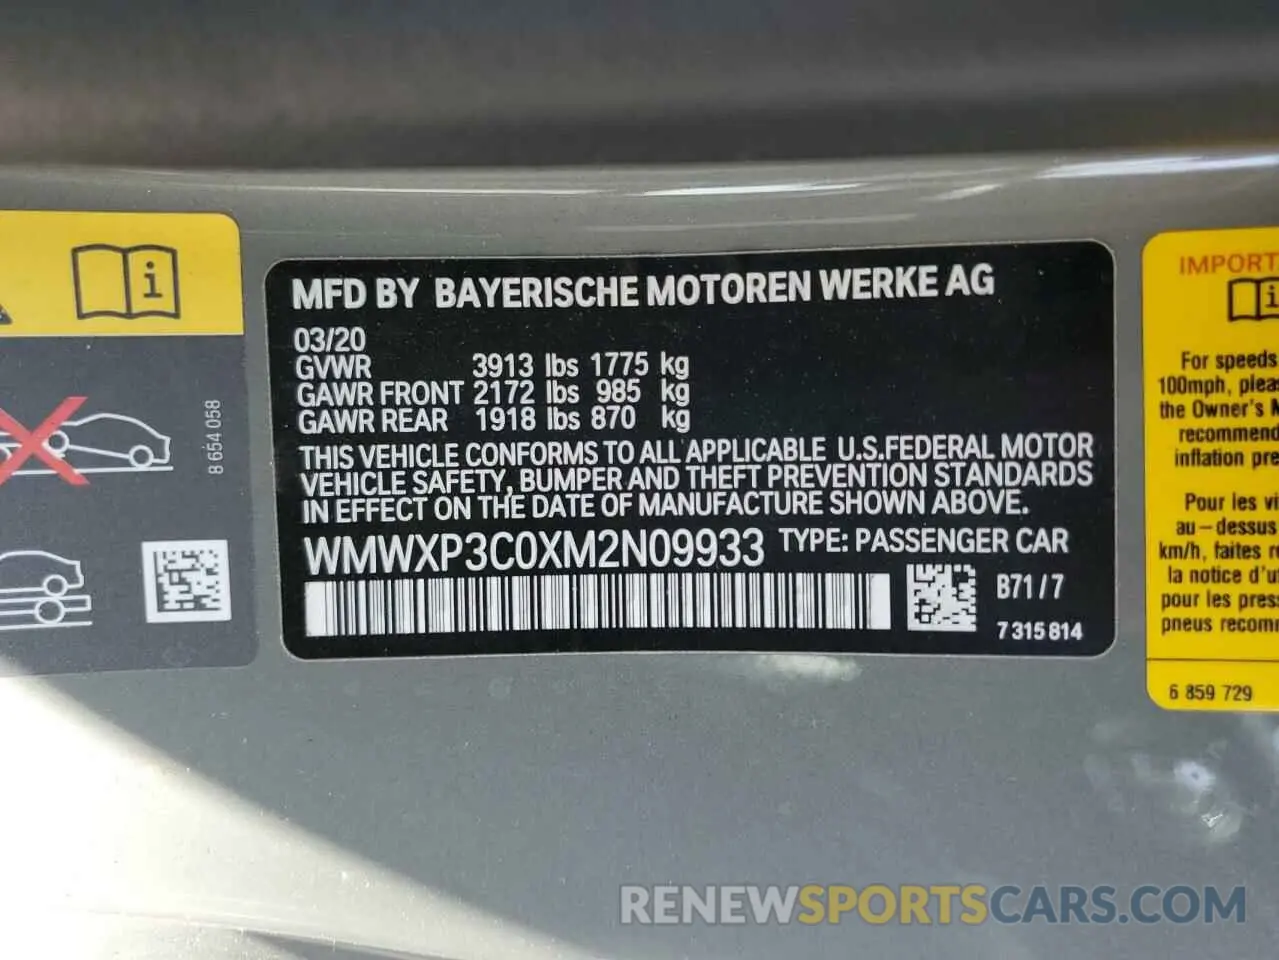 MFD BY BAYERISCHE MOTOREN WERKE AG
03/20
GVWR 3913 lbs 1775 kg
GAWR FRONT 2172 lbs 985 kg
GAWR REAR 1918 lbs 870 kg
THIS VEHICLE CONFORMS TO ALL APPLICABLE U.S.FEDERAL MOTOR
VEHICLE SAFETY, BUMPER AND THEFT PREVENTION STANDARDS
IN EFFECT ON THE DATE OF MANUFACTURE SHOWN ABOVE.
WMWXP3C0XM2N09933 TYPE: PASSENGER CAR
B71/7
7 315 814
8 654 058
IMPORT
For speeds
100mph, pleas
the Owner's M
recommend
inflation pre
Pour les vi
au-dessus
km/h, faites r
la notice d'ut
pour les press
pneus recomm
6 859 729
RENEWSPORTSCARS.COM